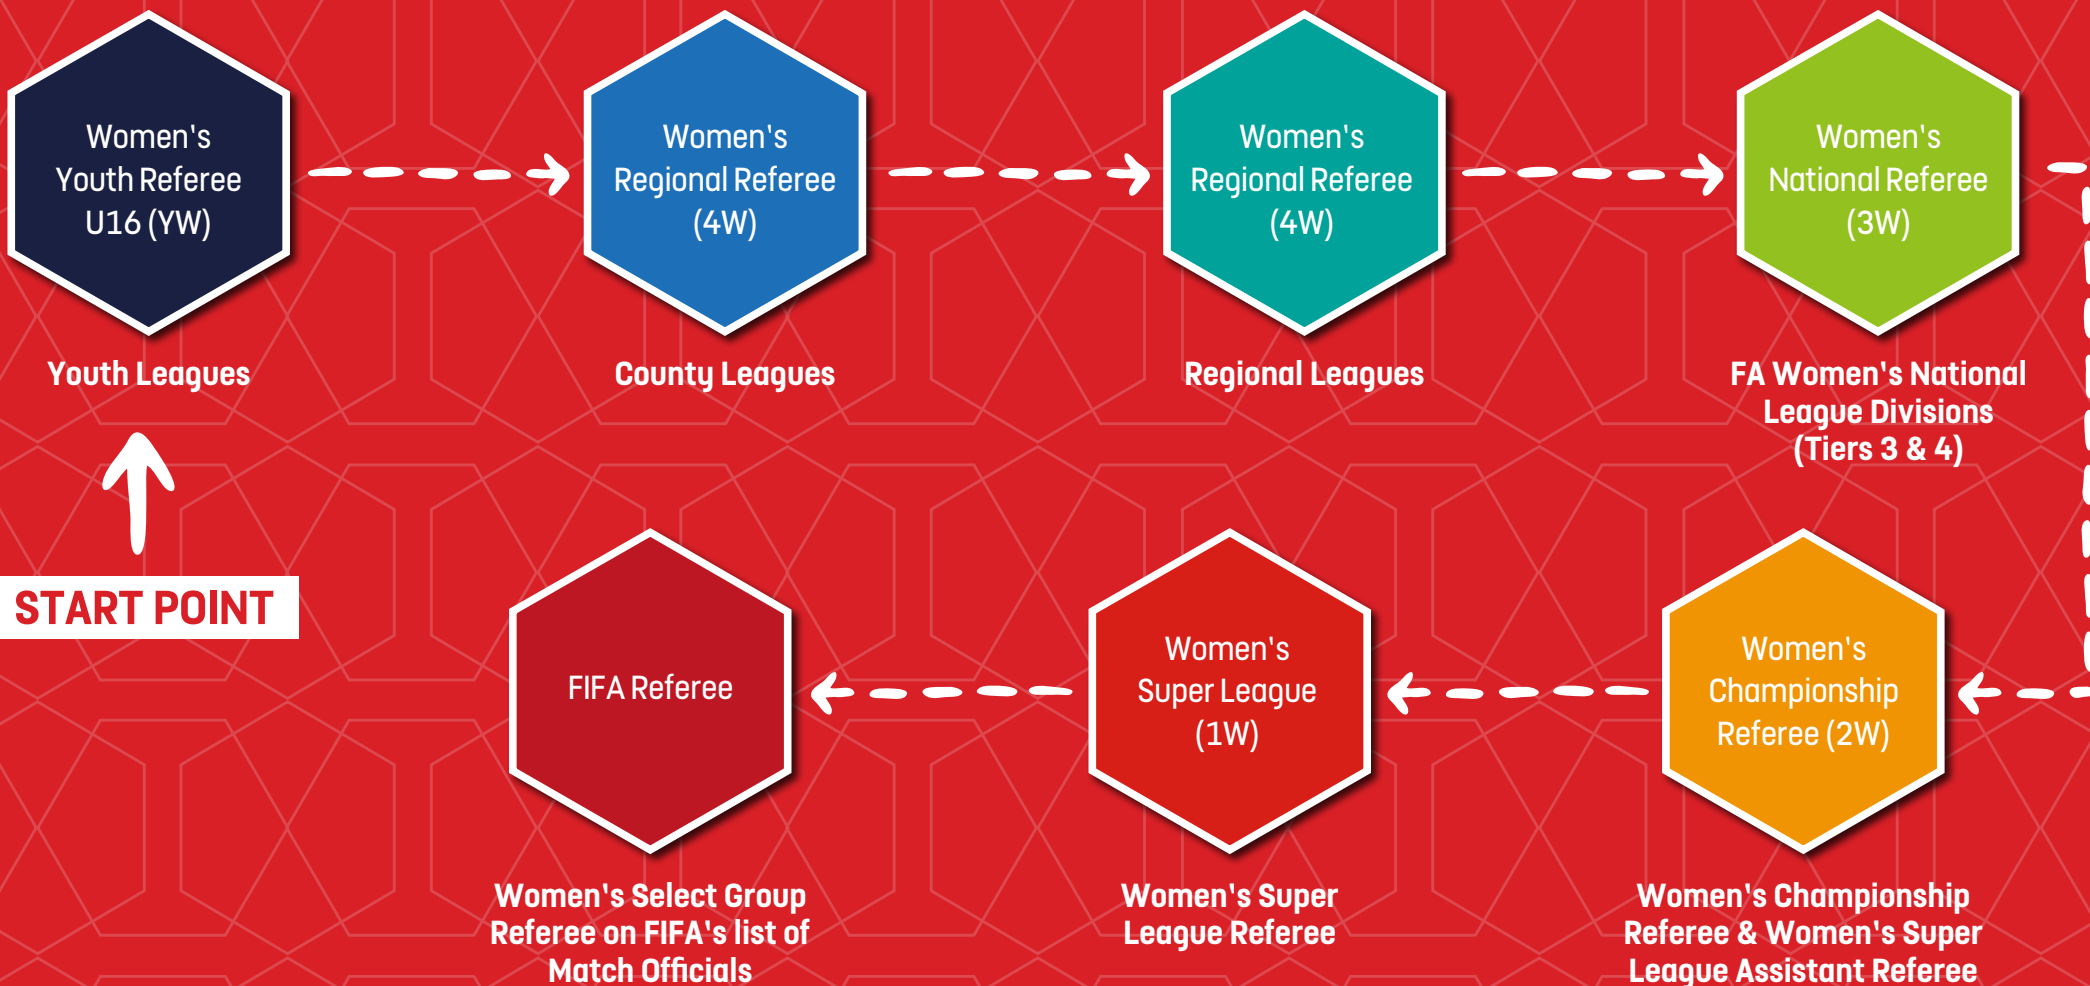 Women's
Youth Referee
U16 (YW)
Youth Leagues
START POINT
Women's
Regional Referee
(4W)
County Leagues
Women's
Regional Referee
(4W)
Regional Leagues
Women's
National Referee
(3W)
FA Women's National
League Divisions
(Tiers 3 & 4)
Women's
Championship
Referee (2W)
Women's Championship
Referee & Women's Super
League Assistant Referee
Women's
Super League
(1W)
Women's Super
League Referee
FIFA Referee
Women's Select Group
Referee on FIFA's list of
Match Officials